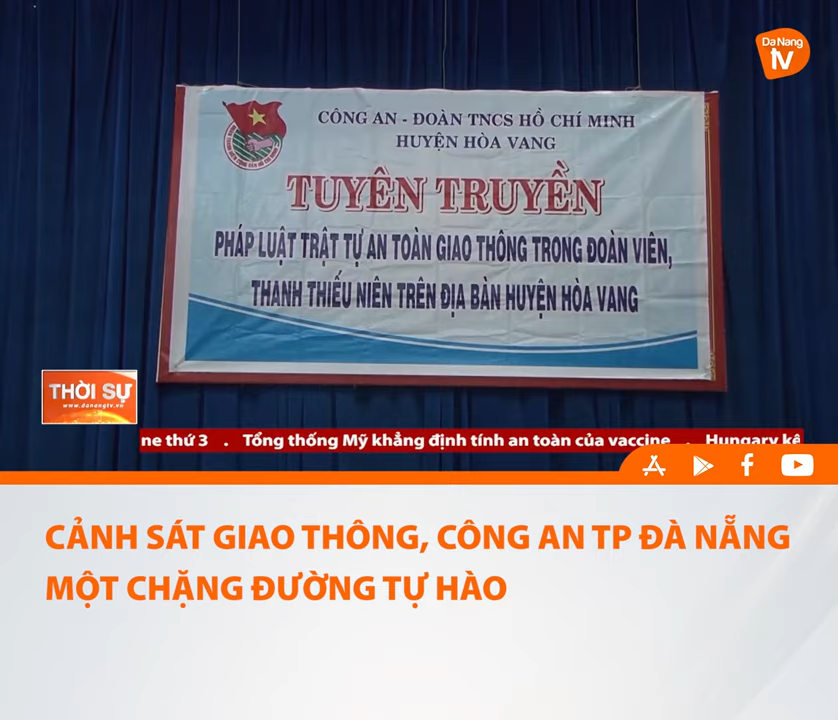 Da Nang
tv
CÔNG AN - ĐOÀN TNCS HỒ CHÍ MINH
HUYỆN HÒA VANG
TUYÊN TRUYỀN
PHÁP LUẬT TRẬT TỰ AN TOÀN GIAO THÔNG TRONG ĐOÀN VIÊN,
THANH THIẾU NIÊN TRÊN ĐỊA BÀN HUYỆN HÒA VANG
THỜI SỰ
www.danangtv.vn
ne thứ 3 . Tổng thống Mỹ khẳng định tính an toàn của vaccine . Hungary kê
CẢNH SÁT GIAO THÔNG, CÔNG AN TP ĐÀ NẴNG
MỘT CHẶNG ĐƯỜNG TỰ HÀO